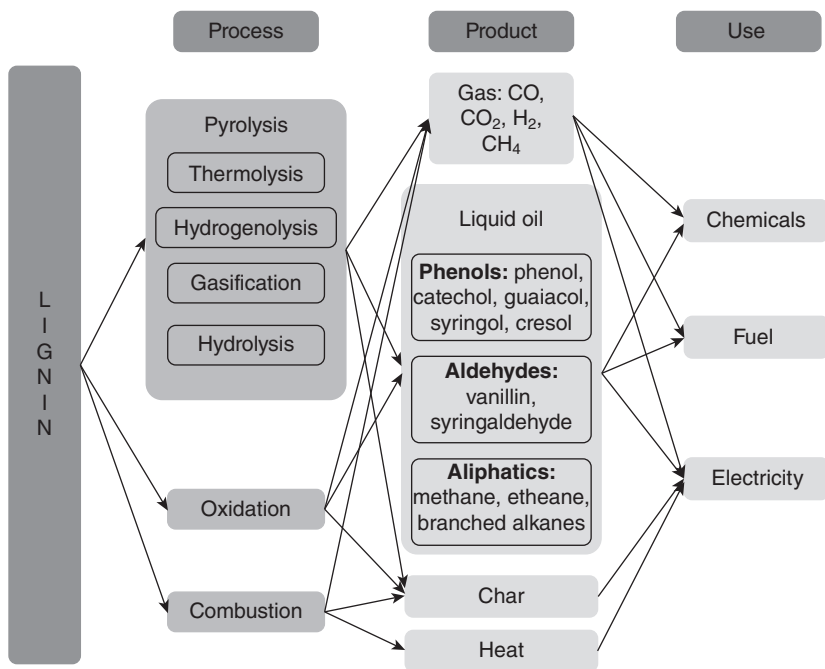 Process
Product
Use
LIGNIN
Pyrolysis
Thermolysis
Hydrogenolysis
Gasification
Hydrolysis
Oxidation
Combustion
Gas: CO,
CO₂, H₂,
CH₄
Liquid oil
Phenols: phenol,
catechol, guaiacol,
syringol, cresol
Aldehydes:
vanillin,
syringaldehyde
Aliphatics:
methane, etheane,
branched alkanes
Char
Heat
Chemicals
Fuel
Electricity